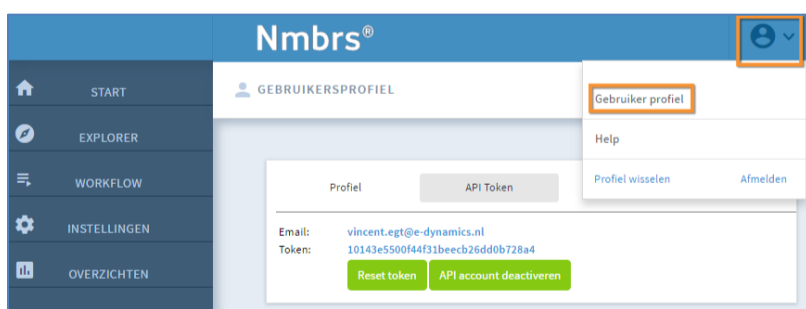 Nmbrs®
START
GEBRUIKERSPROFIEL
Gebruiker profiel
EXPLORER
Help
WORKFLOW
Profiel
API Token
Profiel wisselen
Afmelden
INSTELLINGEN
Email: vincent.egt@e-dynamics.nl
Token: 10143e5500f44f31beecb26dd0b728a4
OVERZICHTEN
Reset token
API account deactiveren